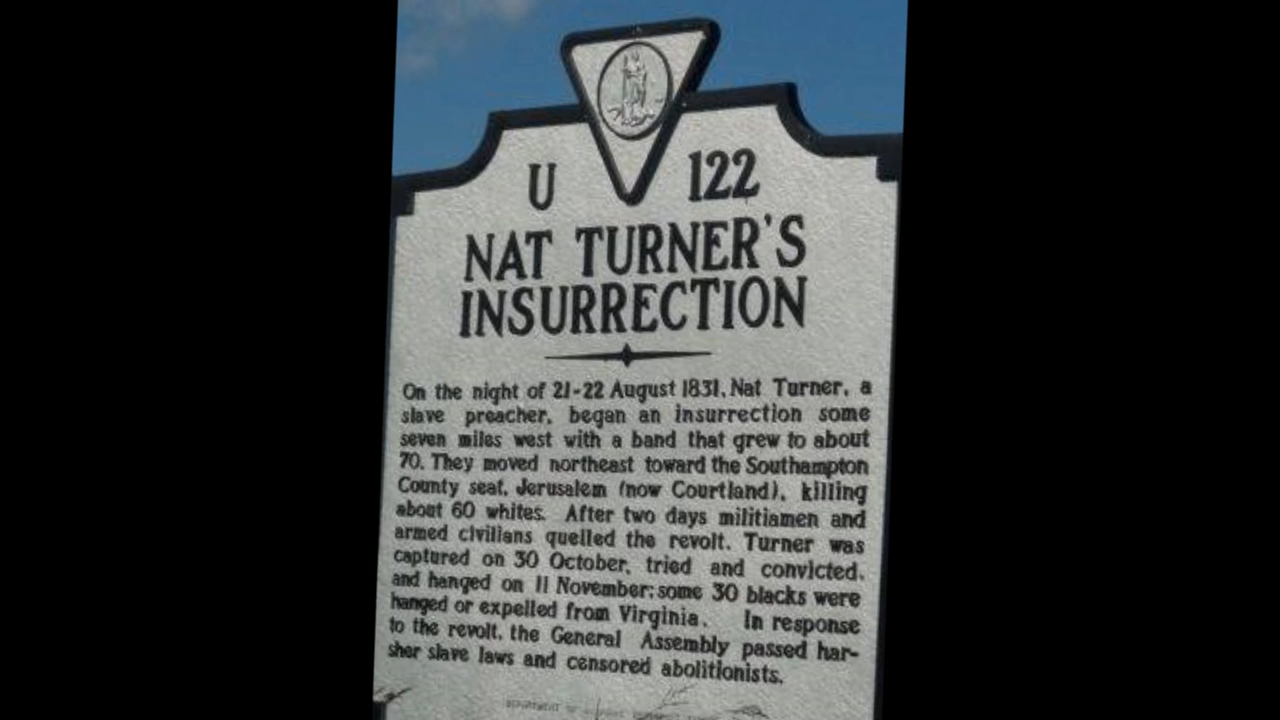 U 122
NAT TURNER'S
INSURRECTION
On the night of 21-22 August 1831, Nat Turner, a
slave preacher, began an insurrection some
seven miles west with a band that grew to about
70. They moved northeast toward the Southampton
County seat, Jerusalem (now Courtland), killing
about 60 whites. After two days militiamen and
armed civilians quelled the revolt. Turner was
captured on 30 October, tried and convicted,
and hanged on 11 November; some 30 blacks were
hanged or expelled from Virginia. In response
to the revolt, the General Assembly passed har-
sher slave laws and censored abolitionists.
DEPARTMENT OF